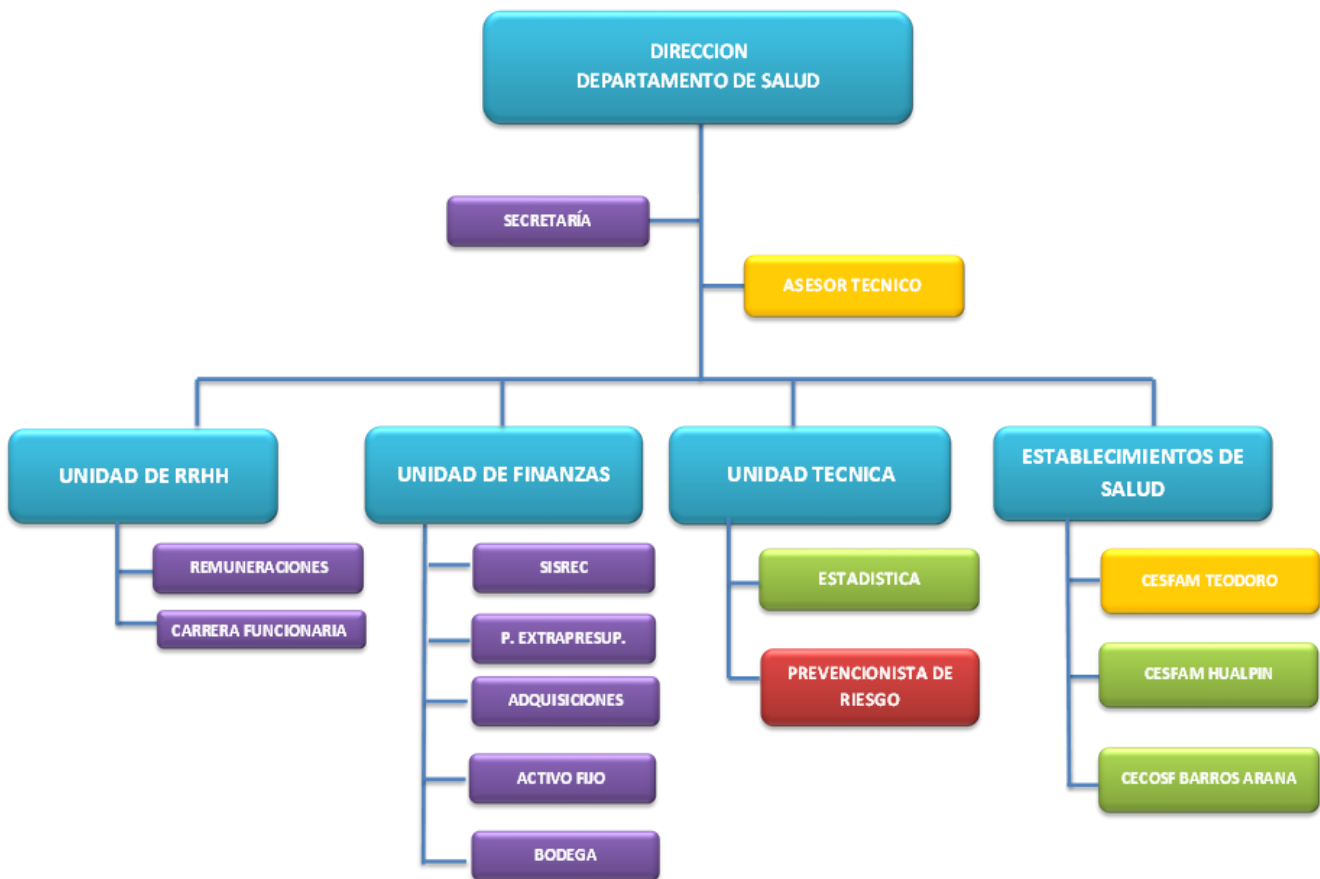 DIRECCION
DEPARTAMENTO DE SALUD
SECRETARÍA
ASESOR TECNICO
UNIDAD DE RRHH
UNIDAD DE FINANZAS
UNIDAD TECNICA
ESTABLECIMIENTOS DE
SALUD
REMUNERACIONES
CARRERA FUNCIONARIA
SISREC
P. EXTRAPRESUP.
ADQUISICIONES
ACTIVO FIJO
BODEGA
ESTADISTICA
PREVENCIONISTA DE
RIESGO
CESFAM TEODORO
CESFAM HUALPIN
CECOSF BARROS ARANA